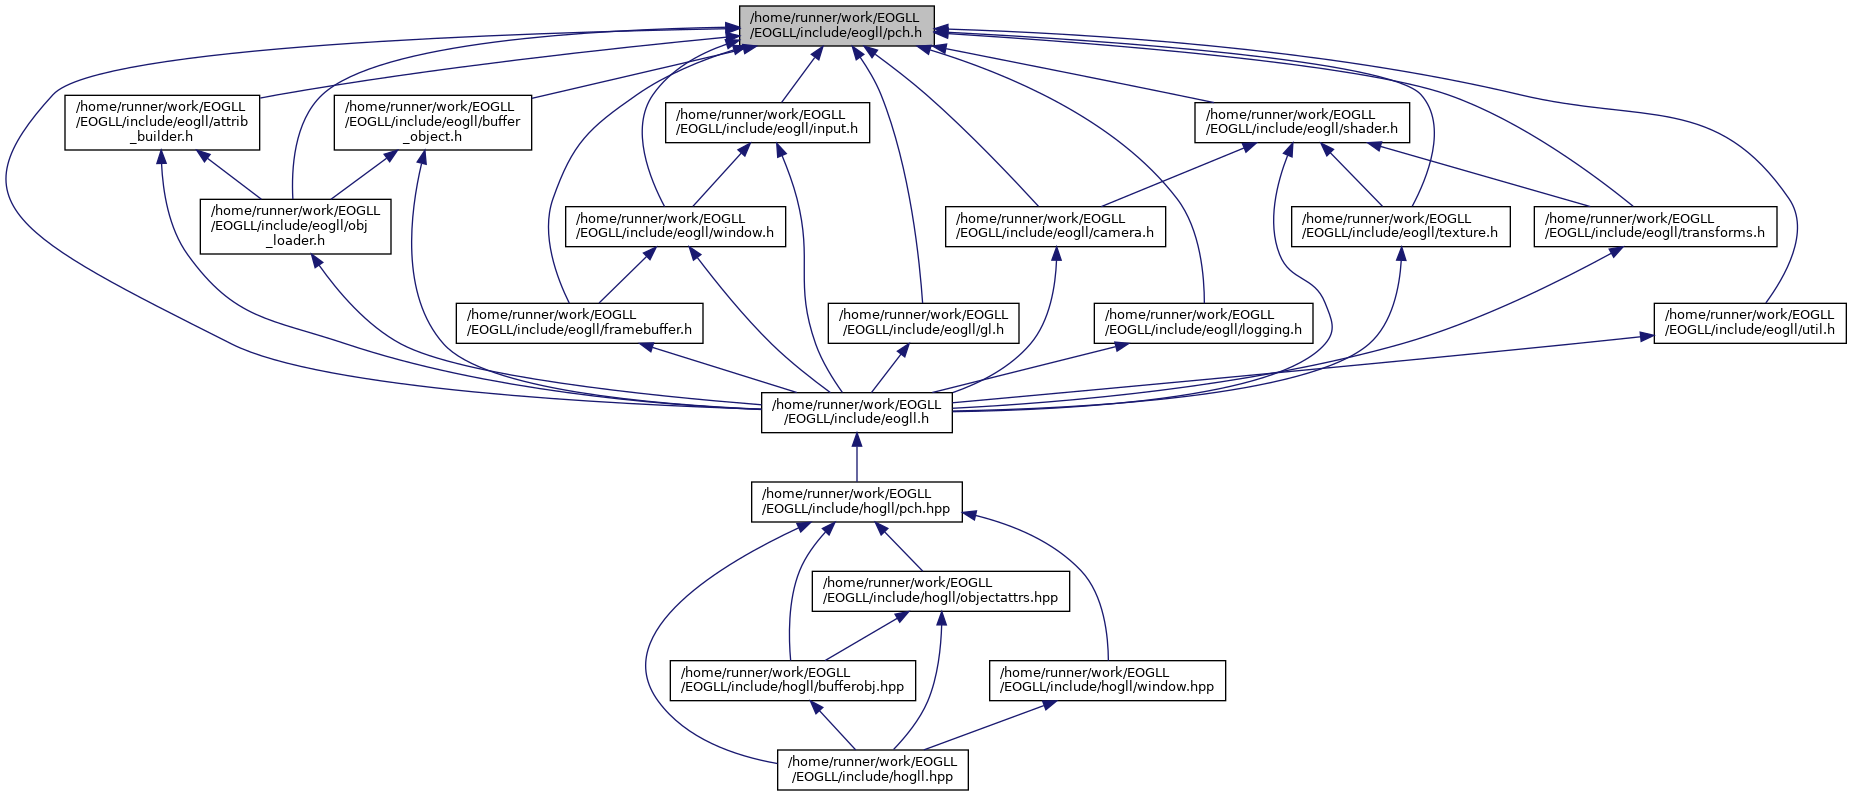 /home/runner/work/EOGLL
/EOGLL/include/eogll/pch.h
/home/runner/work/EOGLL
/EOGLL/include/eogll/attrib
_builder.h
/home/runner/work/EOGLL
/EOGLL/include/eogll/buffer
_object.h
/home/runner/work/EOGLL
/EOGLL/include/eogll/input.h
/home/runner/work/EOGLL
/EOGLL/include/eogll/shader.h
/home/runner/work/EOGLL
/EOGLL/include/eogll/obj
_loader.h
/home/runner/work/EOGLL
/EOGLL/include/eogll/window.h
/home/runner/work/EOGLL
/EOGLL/include/eogll/camera.h
/home/runner/work/EOGLL
/EOGLL/include/eogll/texture.h
/home/runner/work/EOGLL
/EOGLL/include/eogll/transforms.h
/home/runner/work/EOGLL
/EOGLL/include/eogll/framebuffer.h
/home/runner/work/EOGLL
/EOGLL/include/eogll/gl.h
/home/runner/work/EOGLL
/EOGLL/include/eogll/logging.h
/home/runner/work/EOGLL
/EOGLL/include/eogll/util.h
/home/runner/work/EOGLL
/EOGLL/include/eogll.h
/home/runner/work/EOGLL
/EOGLL/include/hogll/pch.hpp
/home/runner/work/EOGLL
/EOGLL/include/hogll/objectattrs.hpp
/home/runner/work/EOGLL
/EOGLL/include/hogll/bufferobj.hpp
/home/runner/work/EOGLL
/EOGLL/include/hogll/window.hpp
/home/runner/work/EOGLL
/EOGLL/include/hogll.hpp